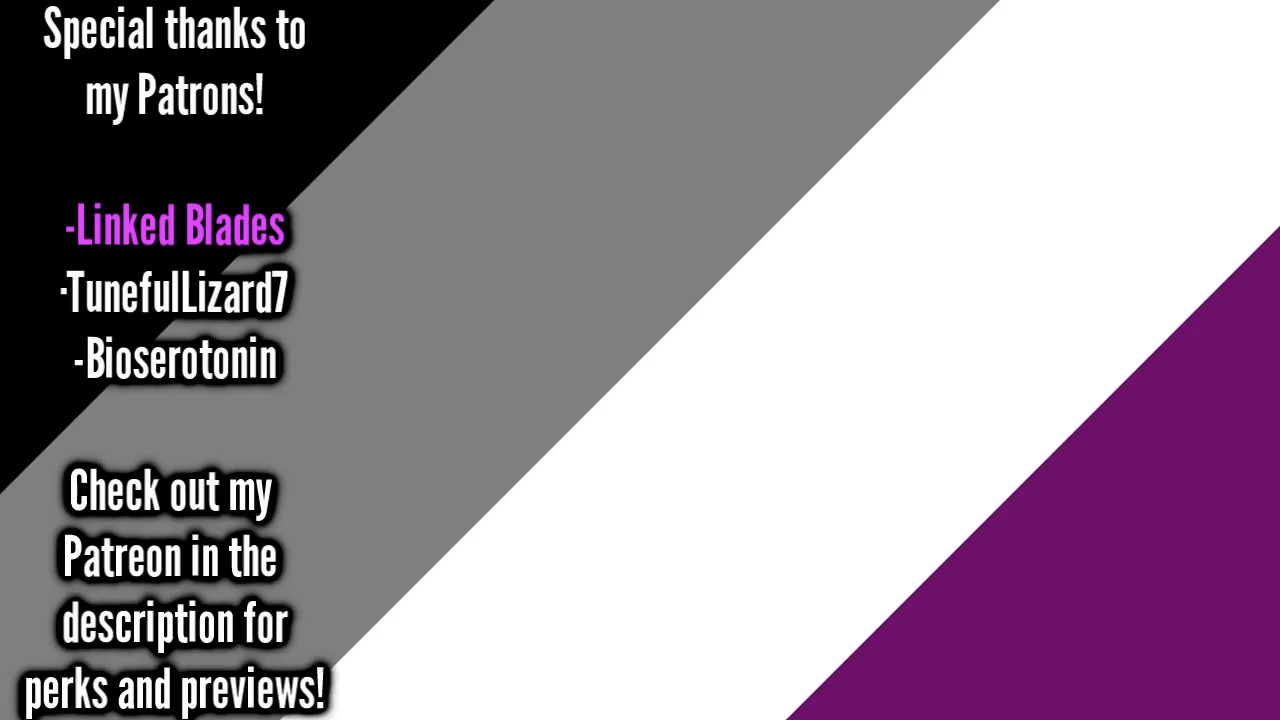 Special thanks to
my Patrons!
-Linked Blades
-TunefulLizard7
-Bioserotonin
Check out my
Patreon in the
description for
perks and previews!